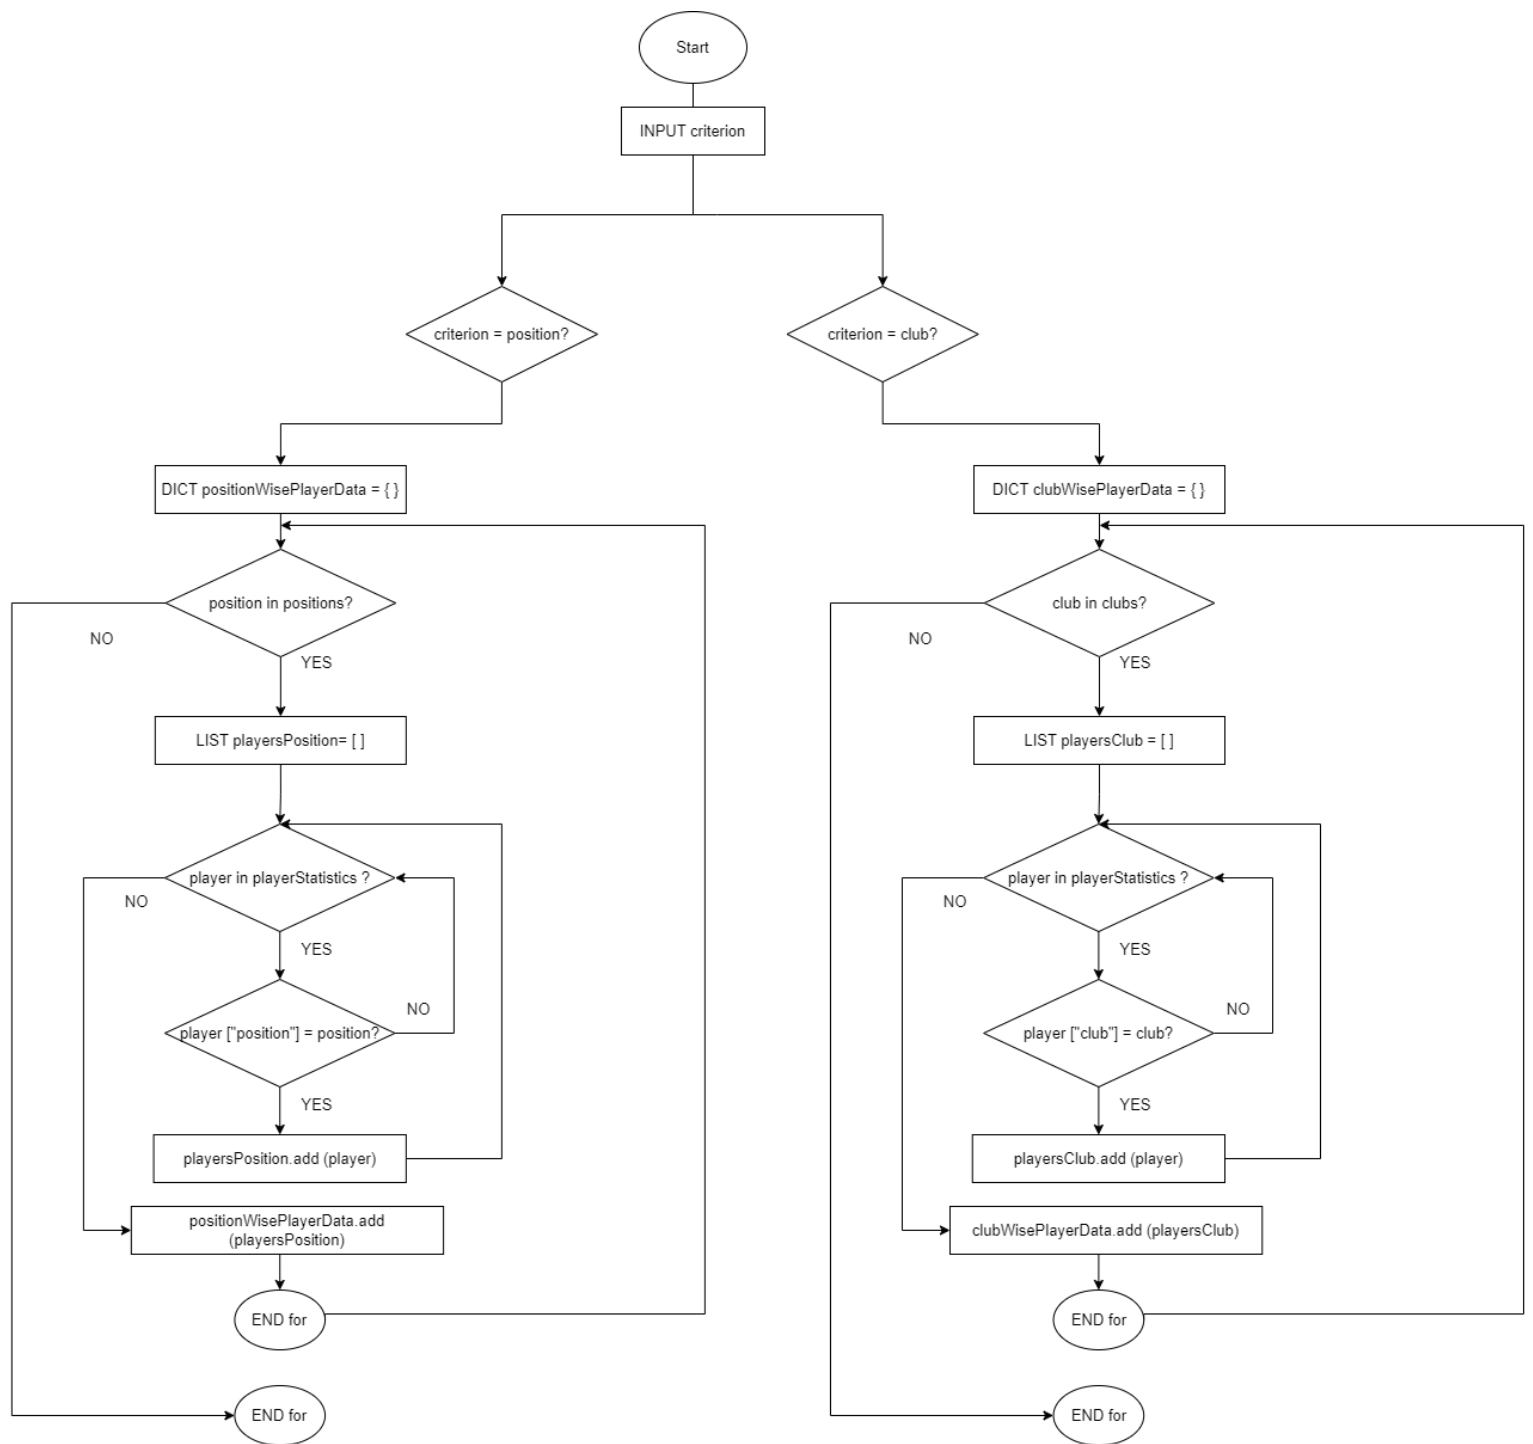 Start
INPUT criterion
criterion = position?
criterion = club?
DICT positionWisePlayerData = { }
position in positions?
NO
YES
LIST playersPosition= [ ]
player in playerStatistics ?
NO
YES
player ["position"] = position?
NO
YES
playersPosition.add (player)
positionWisePlayerData.add
(playersPosition)
END for
END for
DICT clubWisePlayerData = { }
club in clubs?
NO
YES
LIST playersClub = [ ]
player in playerStatistics ?
NO
YES
player ["club"] = club?
NO
YES
playersClub.add (player)
clubWisePlayerData.add (playersClub)
END for
END for